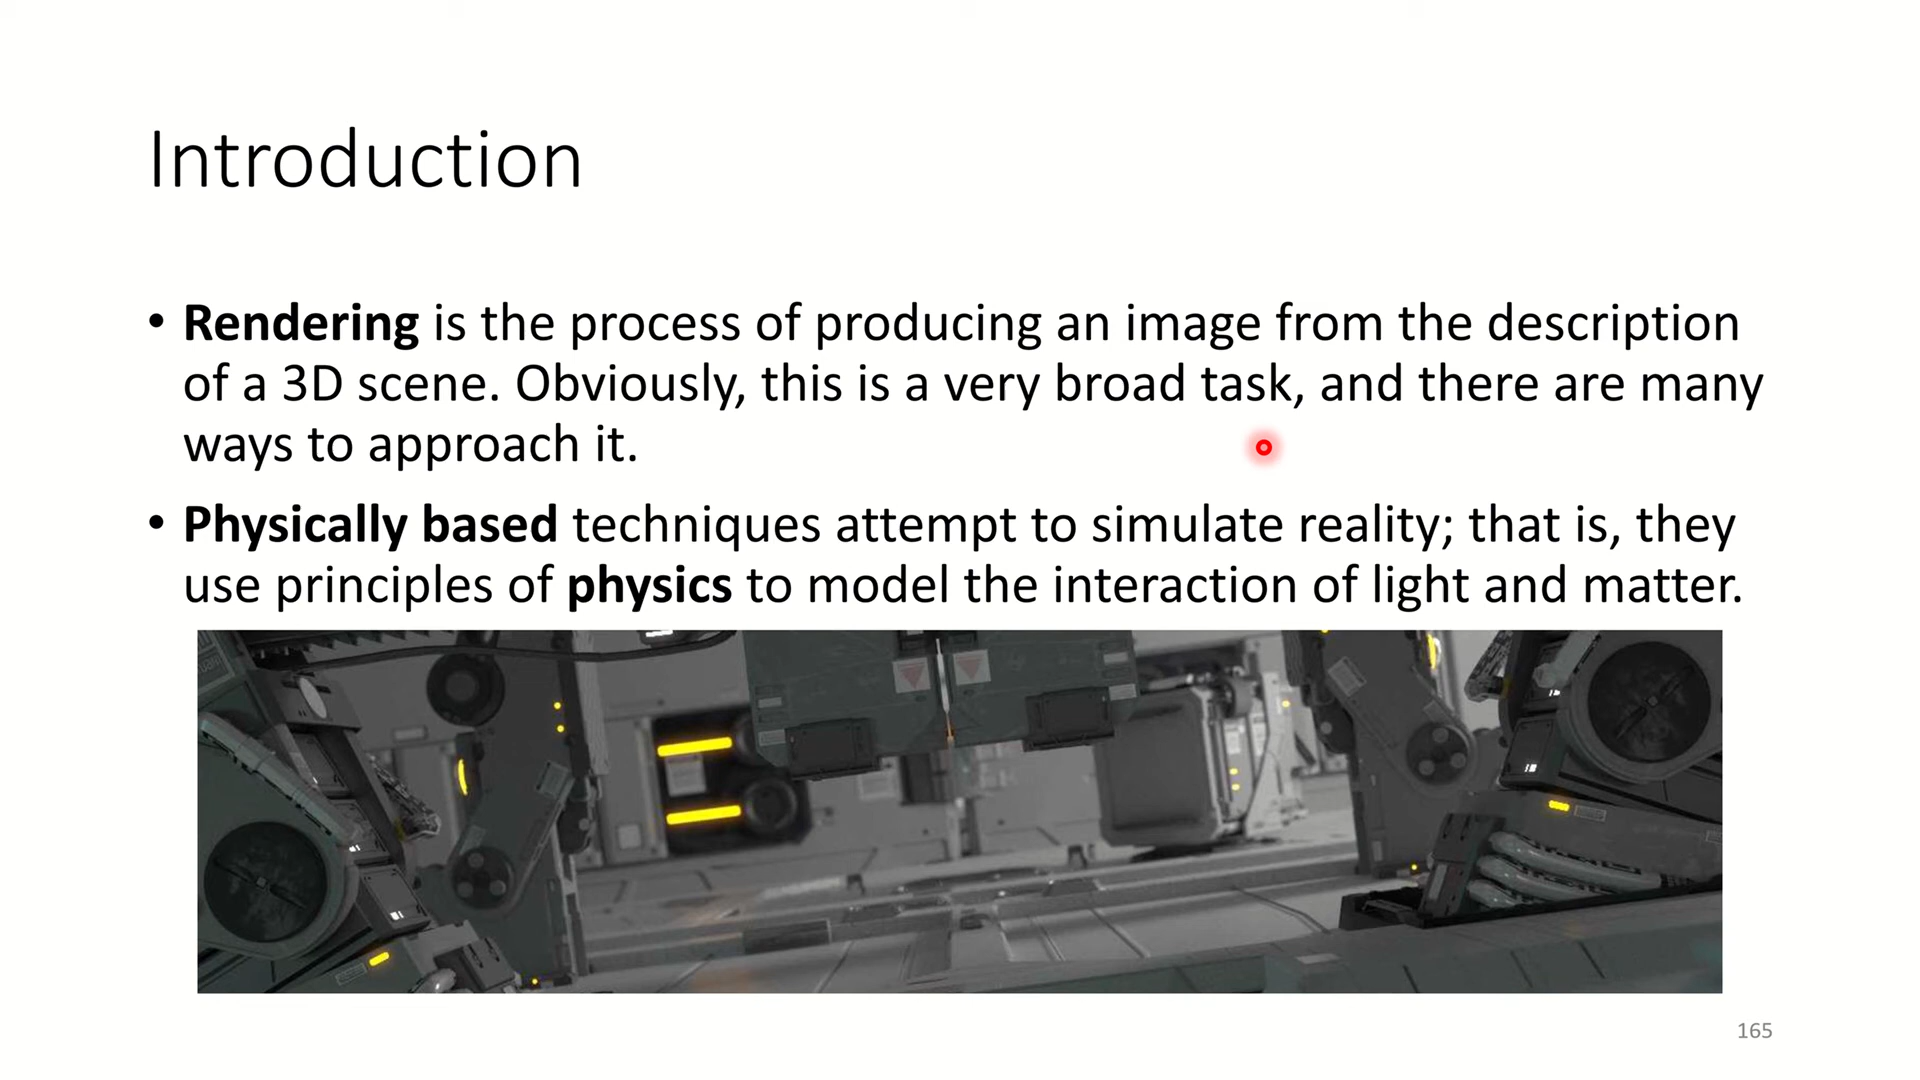 Introduction
• Rendering is the process of producing an image from the description
of a 3D scene. Obviously, this is a very broad task, and there are many
ways to approach it.
• Physically based techniques attempt to simulate reality; that is, they
use principles of physics to model the interaction of light and matter.
165